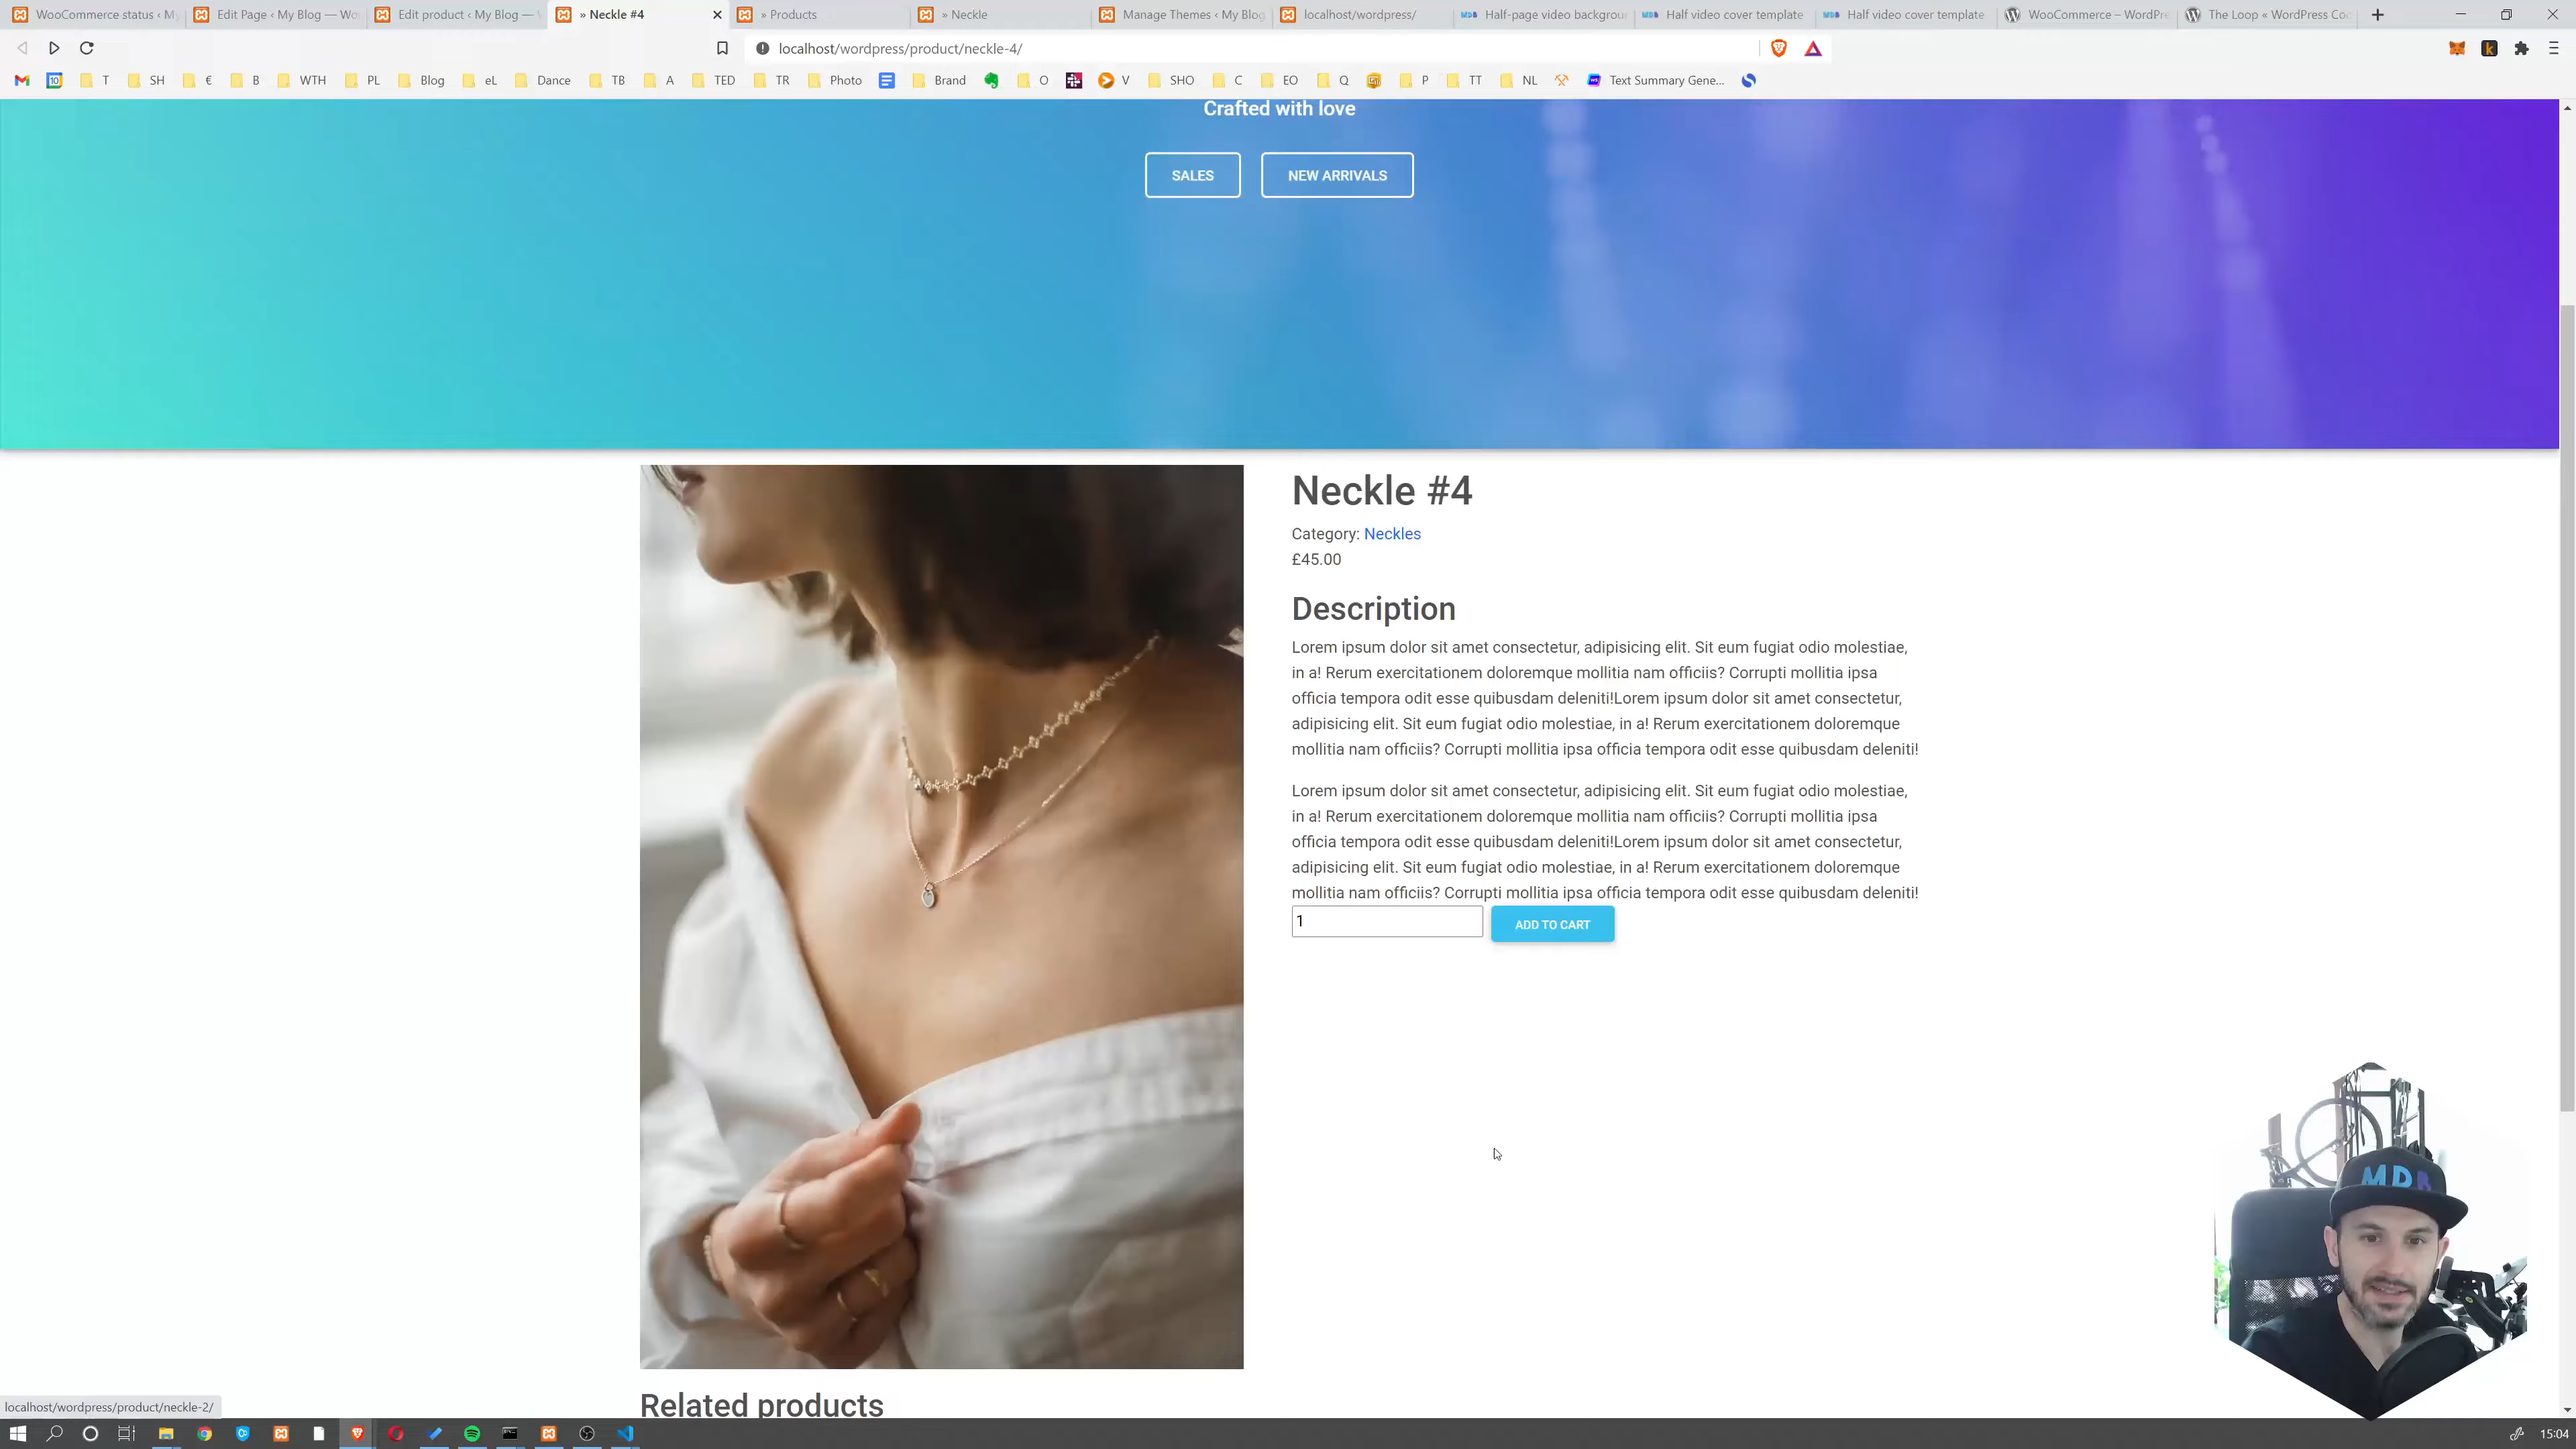 WooCommerce status ‹ My
Edit Page ‹ My Blog — Wo
Edit product ‹ My Blog —
» Neckle #4
» Products
» Neckle
Manage Themes ‹ My Blog
localhost/wordpress/
Half-page video backgrou
Half video cover template
Half video cover template
WooCommerce – WordPre
The Loop « WordPress Co
localhost/wordpress/product/neckle-4/
10
T
SH
€
B
WTH
PL
Blog
eL
Dance
TB
A
TED
TR
Photo
Brand
O
V
SHO
C
EO
Q
P
TT
NL
Text Summary Gene...
Crafted with love
SALES
NEW ARRIVALS
Neckle #4
Category: Neckles
£45.00
Description
Lorem ipsum dolor sit amet consectetur, adipisicing elit. Sit eum fugiat odio molestiae,
in a! Rerum exercitationem doloremque mollitia nam officiis? Corrupti mollitia ipsa
officia tempora odit esse quibusdam deleniti!Lorem ipsum dolor sit amet consectetur,
adipisicing elit. Sit eum fugiat odio molestiae, in a! Rerum exercitationem doloremque
mollitia nam officiis? Corrupti mollitia ipsa officia tempora odit esse quibusdam deleniti!
Lorem ipsum dolor sit amet consectetur, adipisicing elit. Sit eum fugiat odio molestiae,
in a! Rerum exercitationem doloremque mollitia nam officiis? Corrupti mollitia ipsa
officia tempora odit esse quibusdam deleniti!Lorem ipsum dolor sit amet consectetur,
adipisicing elit. Sit eum fugiat odio molestiae, in a! Rerum exercitationem doloremque
mollitia nam officiis? Corrupti mollitia ipsa officia tempora odit esse quibusdam deleniti!
1
ADD TO CART
MDB
Related products
localhost/wordpress/product/neckle-2/
15:04